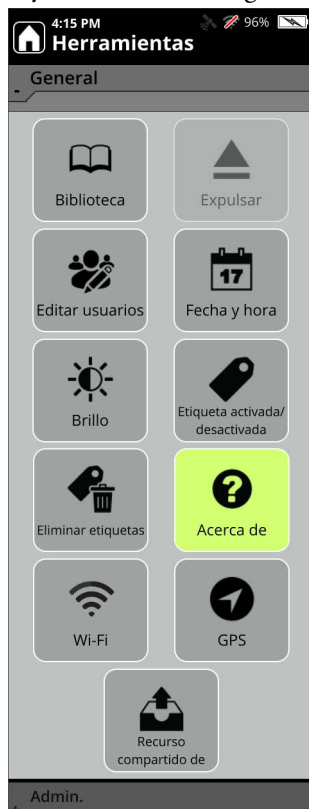 4:15 PM
96%
Herramientas
- General
Biblioteca
Expulsar
Editar usuarios
17
Fecha y hora
Brillo
Etiqueta activada/
desactivada
Eliminar etiquetas
?
Acerca de
Wi-Fi
GPS
Recurso
compartido de
Admin.